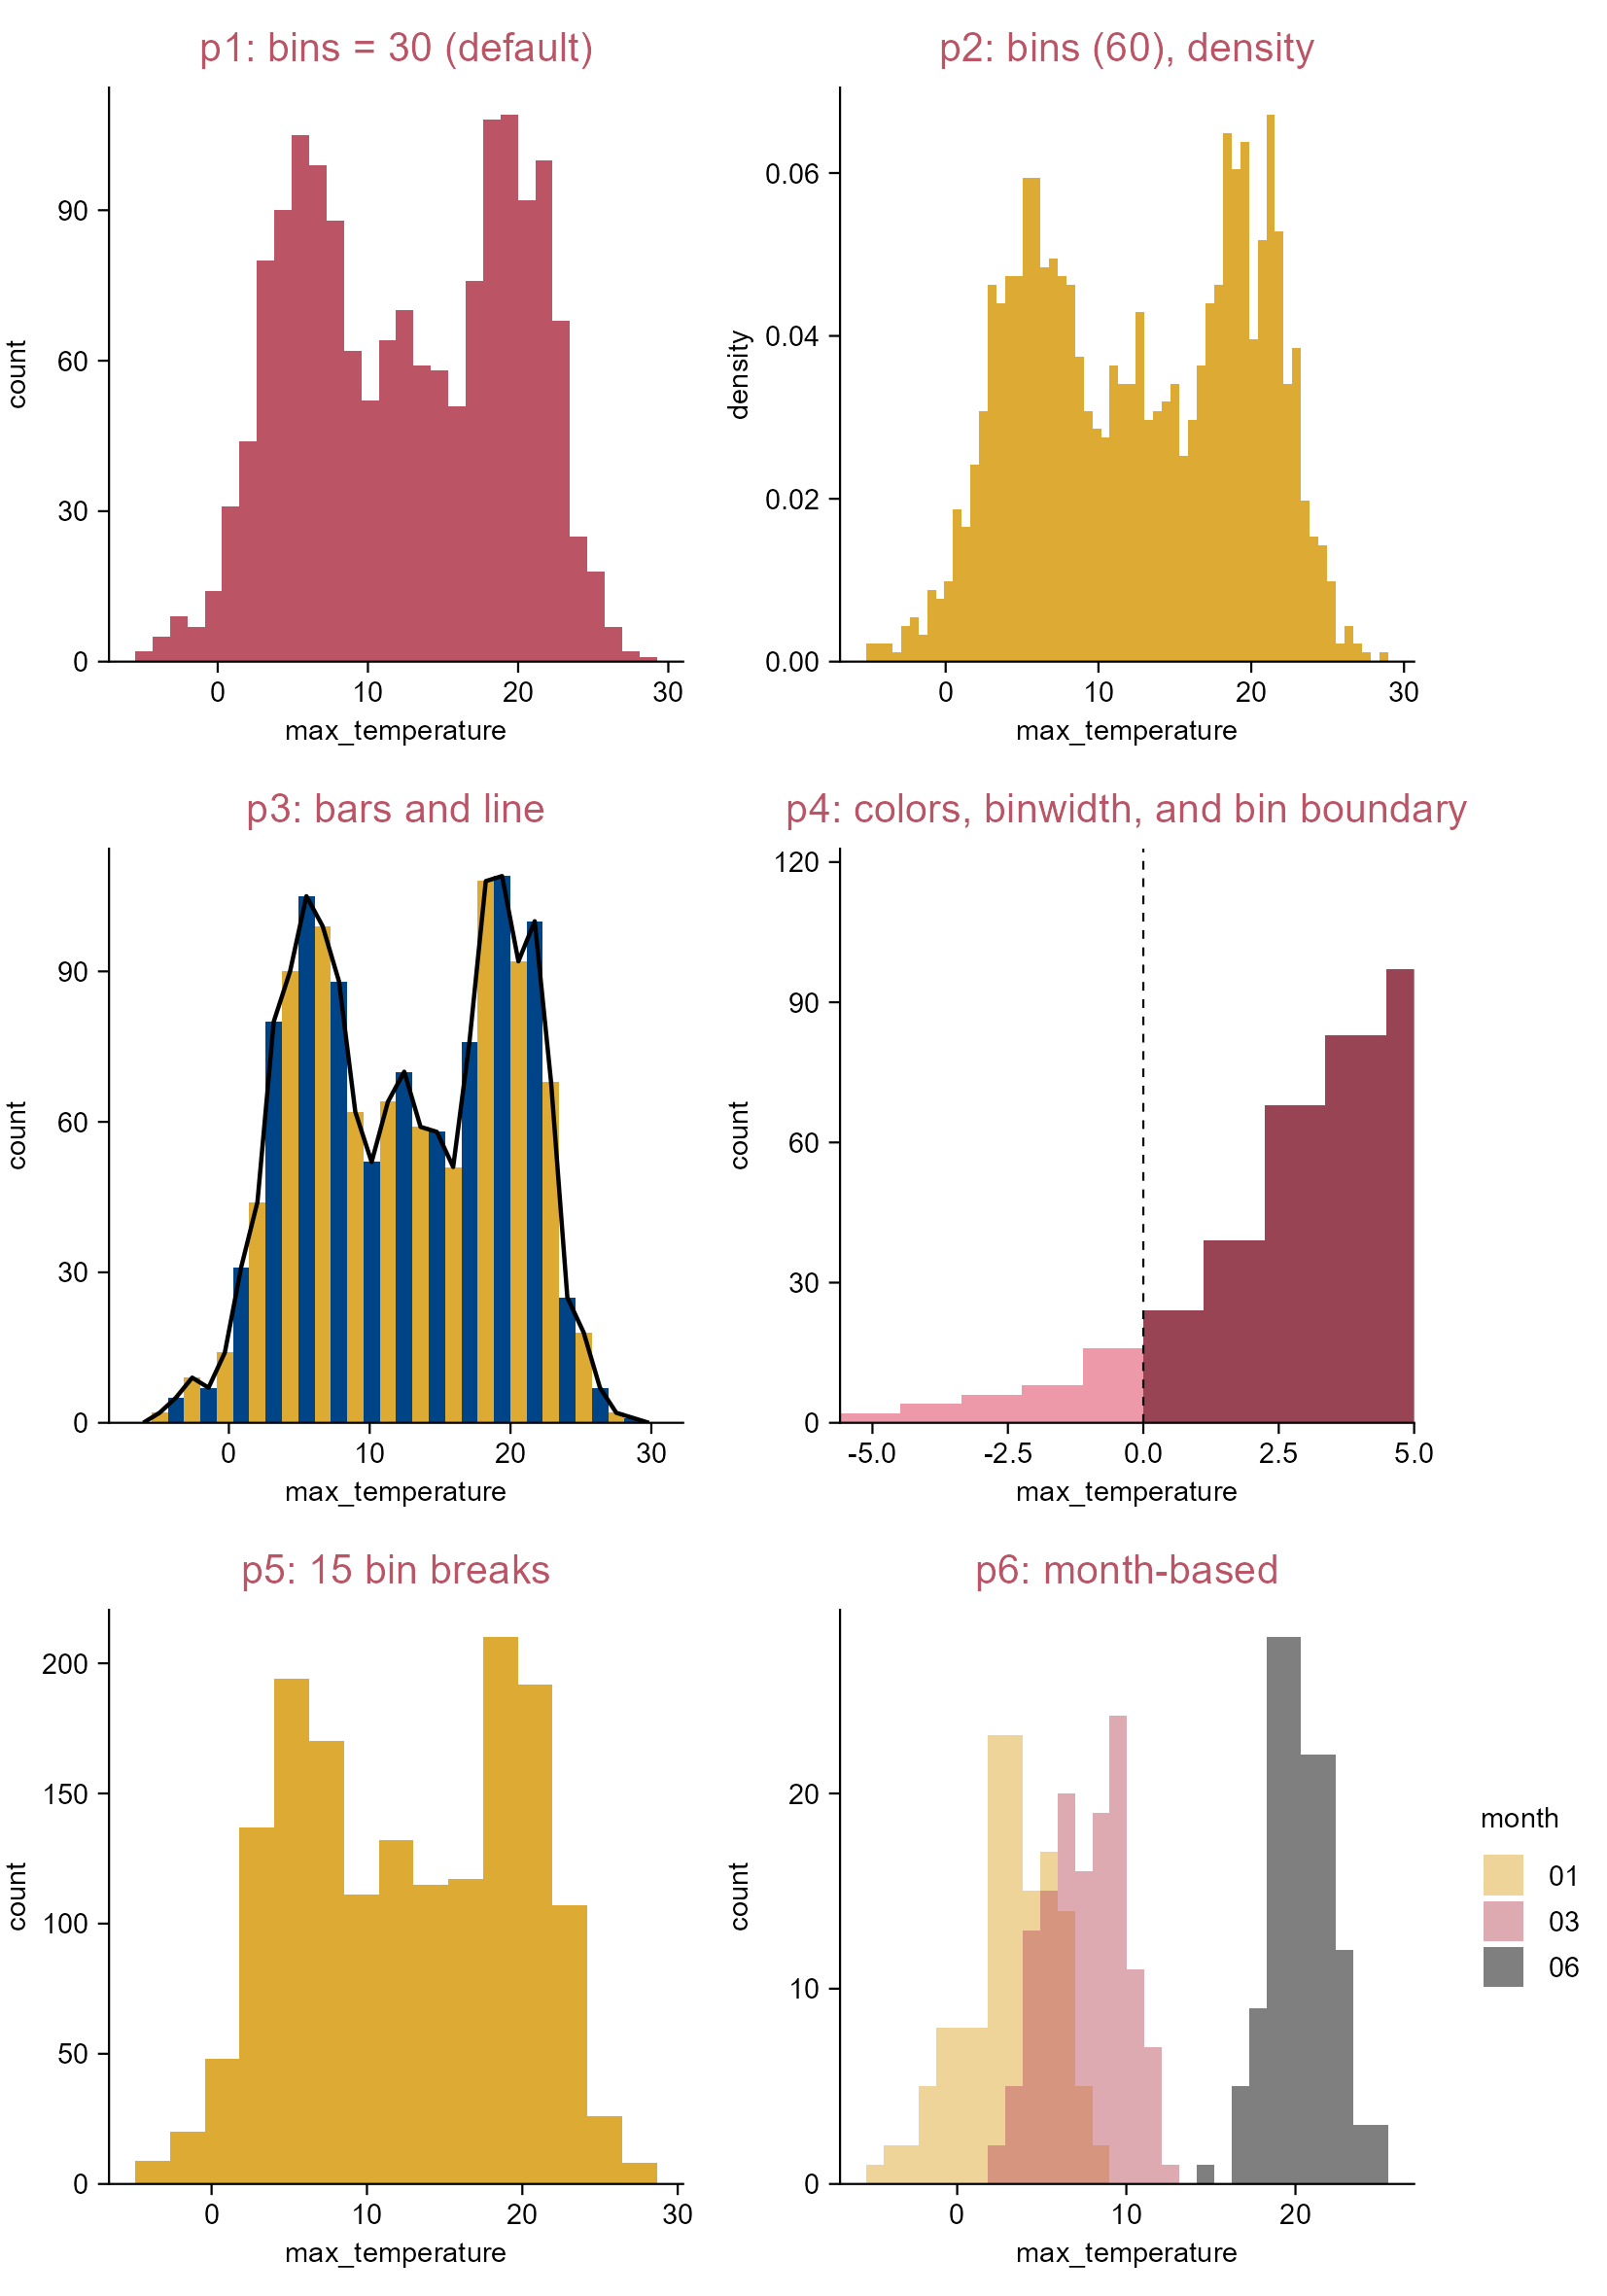 p1: bins = 30 (default)
count
90
60
30
0
0 10 20 30
max_temperature
p2: bins (60), density
density
0.06
0.04
0.02
0.00
0 10 20 30
max_temperature
p3: bars and line
count
90
60
30
0
0 10 20 30
max_temperature
p4: colors, binwidth, and bin boundary
count
120
90
60
30
0
-5.0 -2.5 0.0 2.5 5.0
max_temperature
p5: 15 bin breaks
count
200
150
100
50
0
0 10 20 30
max_temperature
p6: month-based
count
20
10
0
0 10 20
max_temperature
month
01
03
06